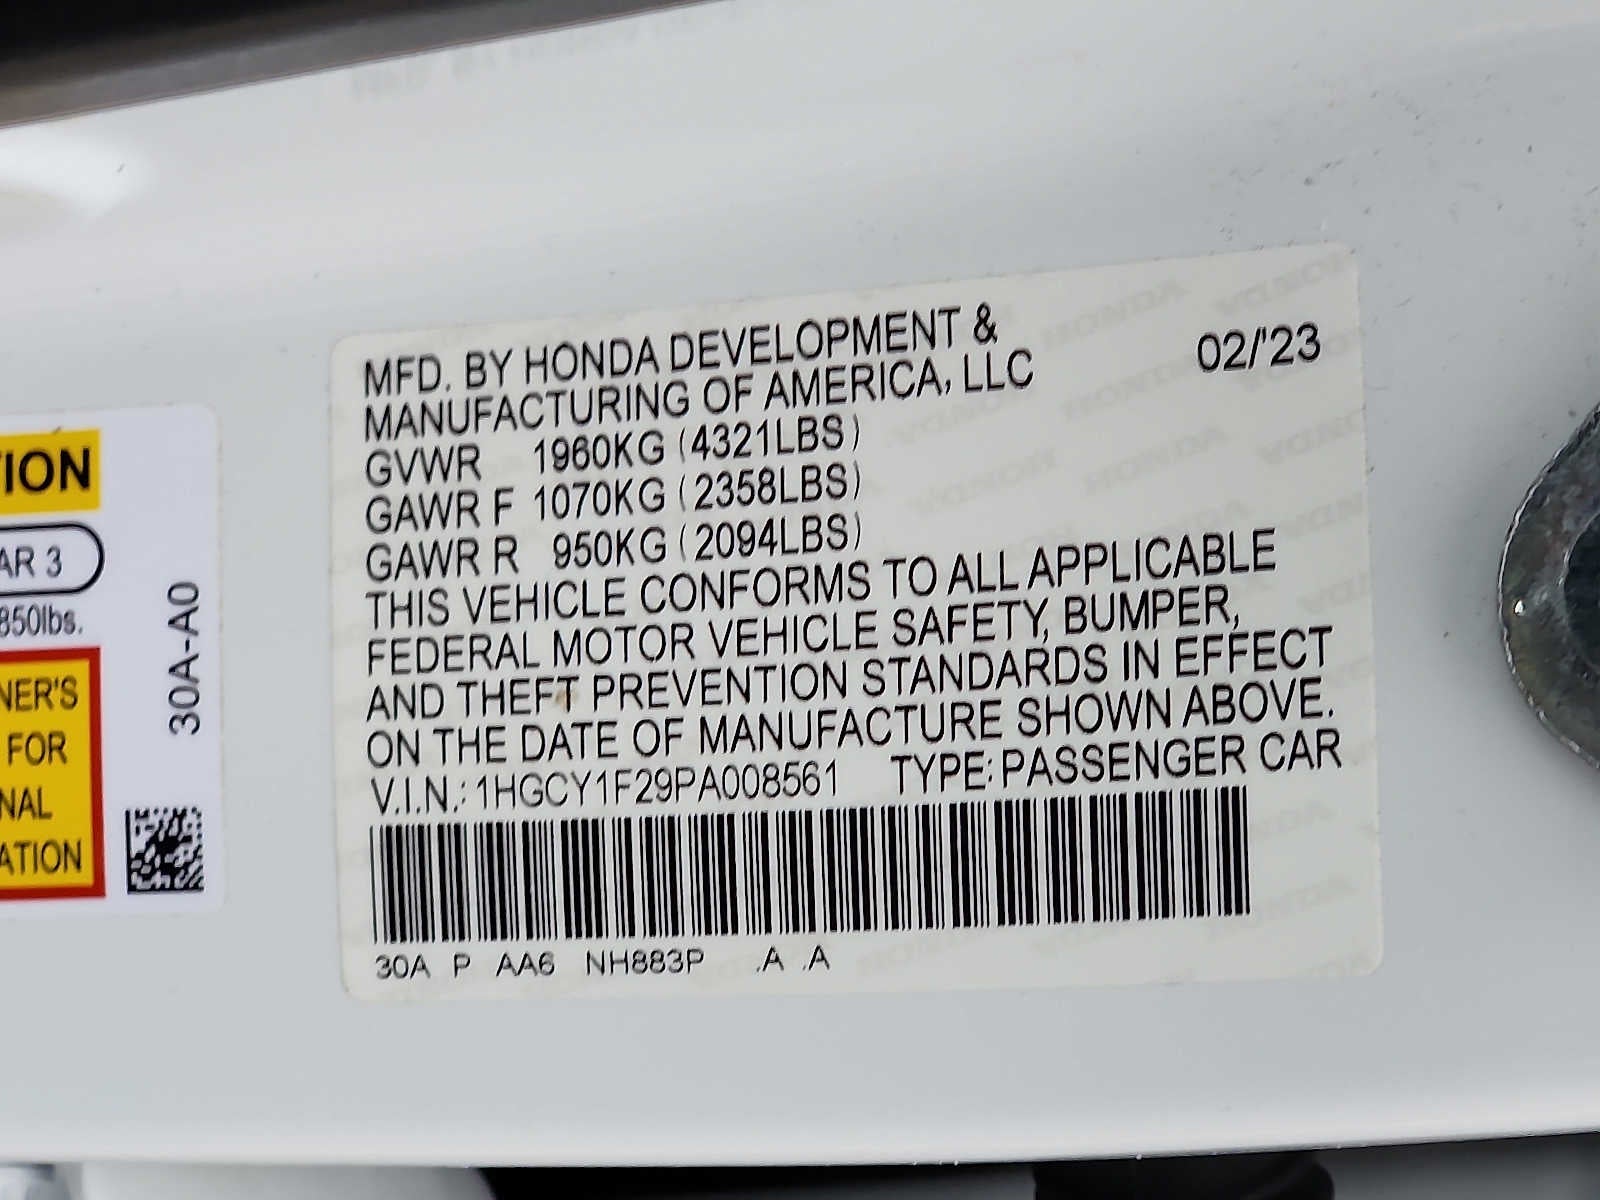 MFD. BY HONDA DEVELOPMENT &
MANUFACTURING OF AMERICA, LLC
02/'23
GVWR 1960KG (4321LBS)
GAWR F 1070KG (2358LBS)
GAWR R 950KG (2094LBS)
THIS VEHICLE CONFORMS TO ALL APPLICABLE
FEDERAL MOTOR VEHICLE SAFETY, BUMPER,
AND THEFT PREVENTION STANDARDS IN EFFECT
ON THE DATE OF MANUFACTURE SHOWN ABOVE.
V.I.N.: 1HGCY1F29PA008561 TYPE: PASSENGER CAR
30A P AA6 NH883P .A .A
TION
AR 3
850lbs.
NER'S
FOR
NAL
ATION
30A-A0